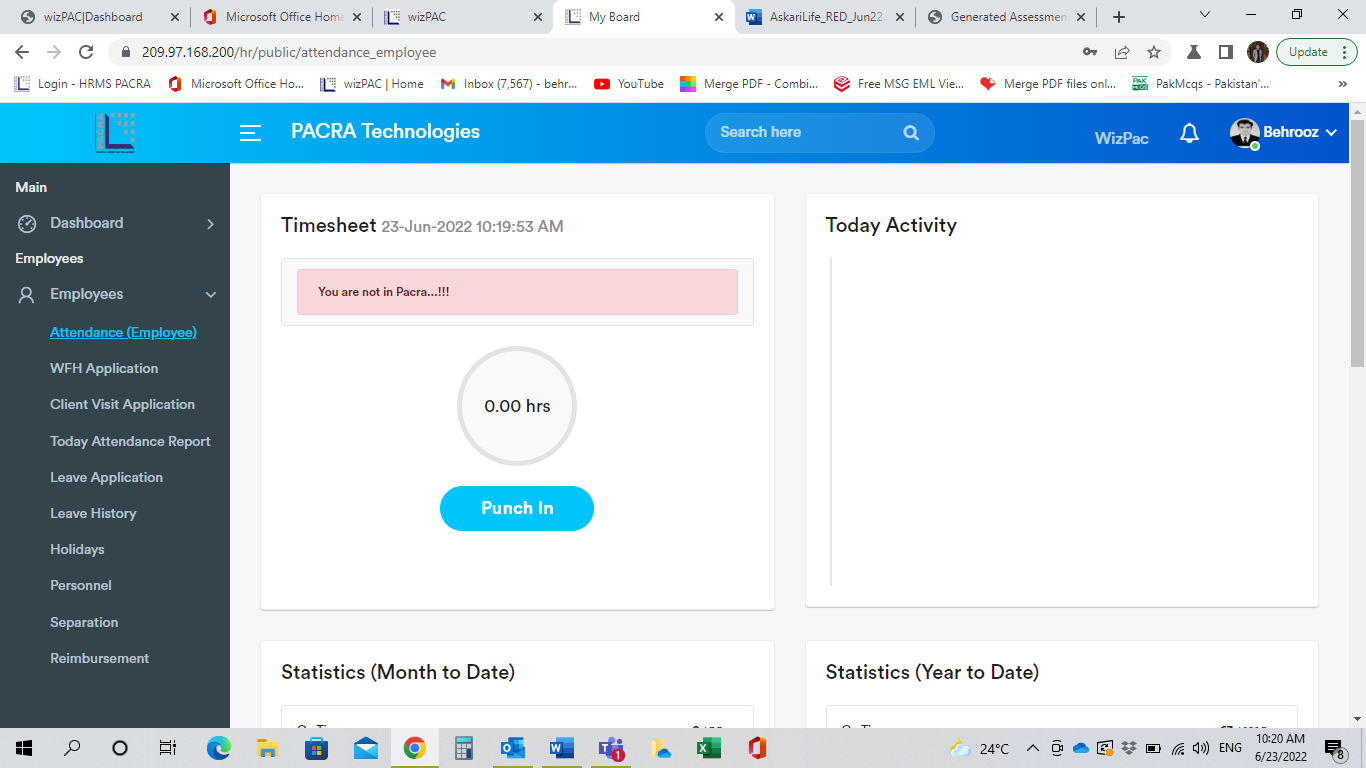 wizPAC|Dashboard
Microsoft Office Home
wizPAC
My Board
AskariLife_RED_Jun22
Generated Assessmen
209.97.168.200/hr/public/attendance_employee
Update
Login - HRMS PACRA
Microsoft Office Ho...
wizPAC | Home
Inbox (7,567) - behr...
YouTube
Merge PDF - Combi...
Free MSG EML Vie...
Merge PDF files onl...
PakMcqs - Pakistan'...
PACRA
PACRA Technologies
Search here
WizPac
Behrooz
Main
Dashboard
Employees
Employees
Attendance (Employee)
WFH Application
Client Visit Application
Today Attendance Report
Leave Application
Leave History
Holidays
Personnel
Separation
Reimbursement
Timesheet 23-Jun-2022 10:19:53 AM
You are not in Pacra...!!!
0.00 hrs
Punch In
Today Activity
Statistics (Month to Date)
Statistics (Year to Date)
24°C
ENG
10:20 AM
6/23/2022
1
8